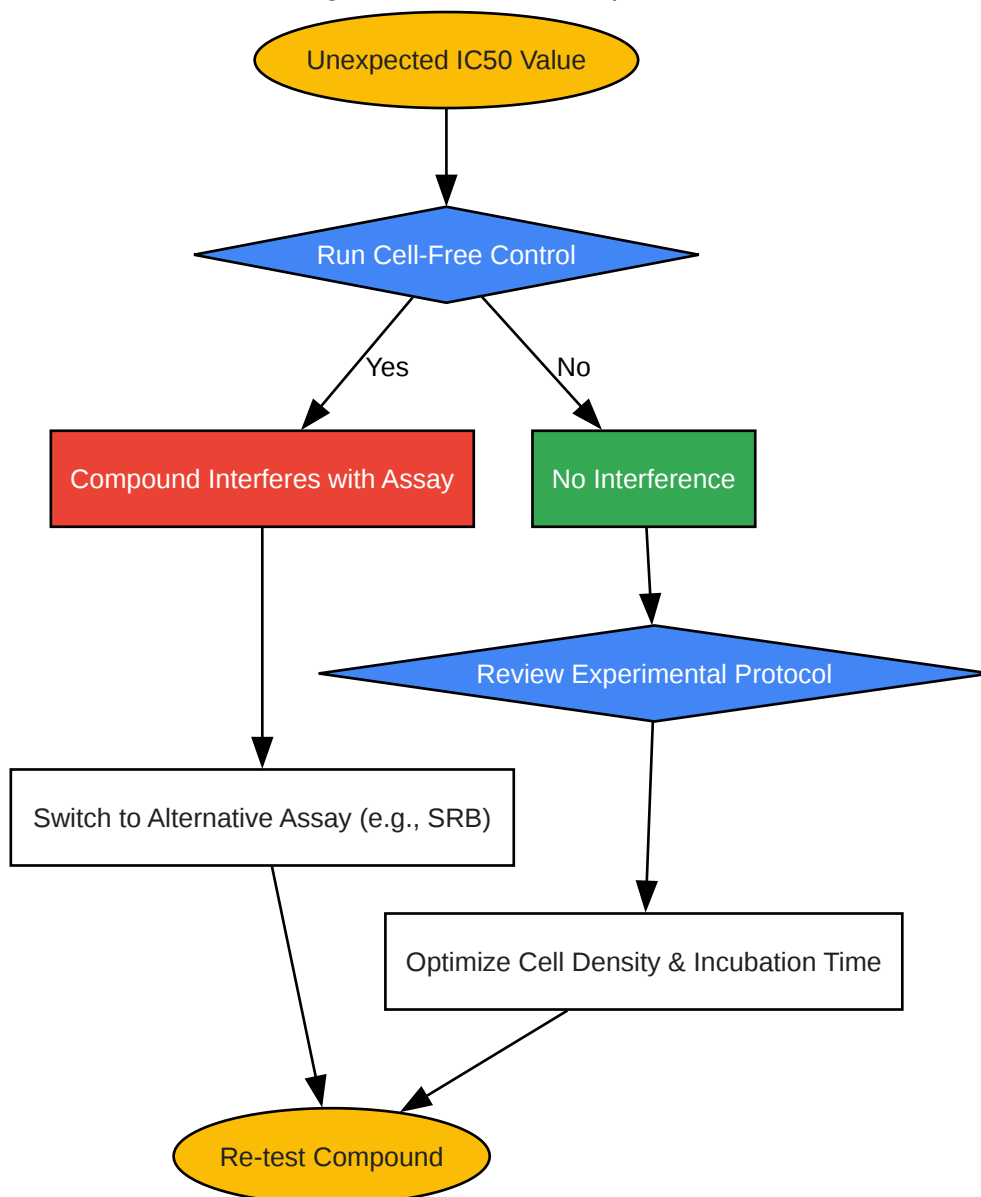 Unexpected IC50 Value
Run Cell-Free Control
Yes
No
Compound Interferes with Assay
No Interference
Review Experimental Protocol
Switch to Alternative Assay (e.g., SRB)
Optimize Cell Density & Incubation Time
Re-test Compound